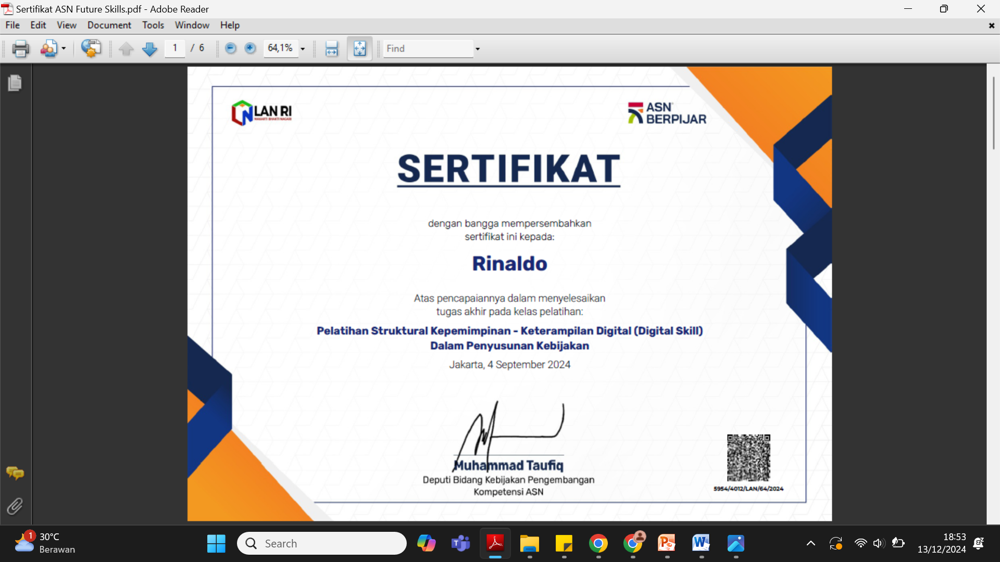 Sertifikat ASN Future Skills.pdf - Adobe Reader
File Edit View Document Tools Window Help
1 / 6 64,1% Find
LAN RI
MAKARTI BHAKTI NAGARI
ASN
BERPIJAR
SERTIFIKAT
dengan bangga mempersembahkan
sertifikat ini kepada:
Rinaldo
Atas pencapaiannya dalam menyelesaikan
tugas akhir pada kelas pelatihan:
Pelatihan Struktural Kepemimpinan - Keterampilan Digital (Digital Skill)
Dalam Penyusunan Kebijakan
Jakarta, 4 September 2024
Muhammad Taufiq
Deputi Bidang Kebijakan Pengembangan
Kompetensi ASN
5954/4012/LAN/64/2024
1
30°C
Berawan
Search
18:53
13/12/2024